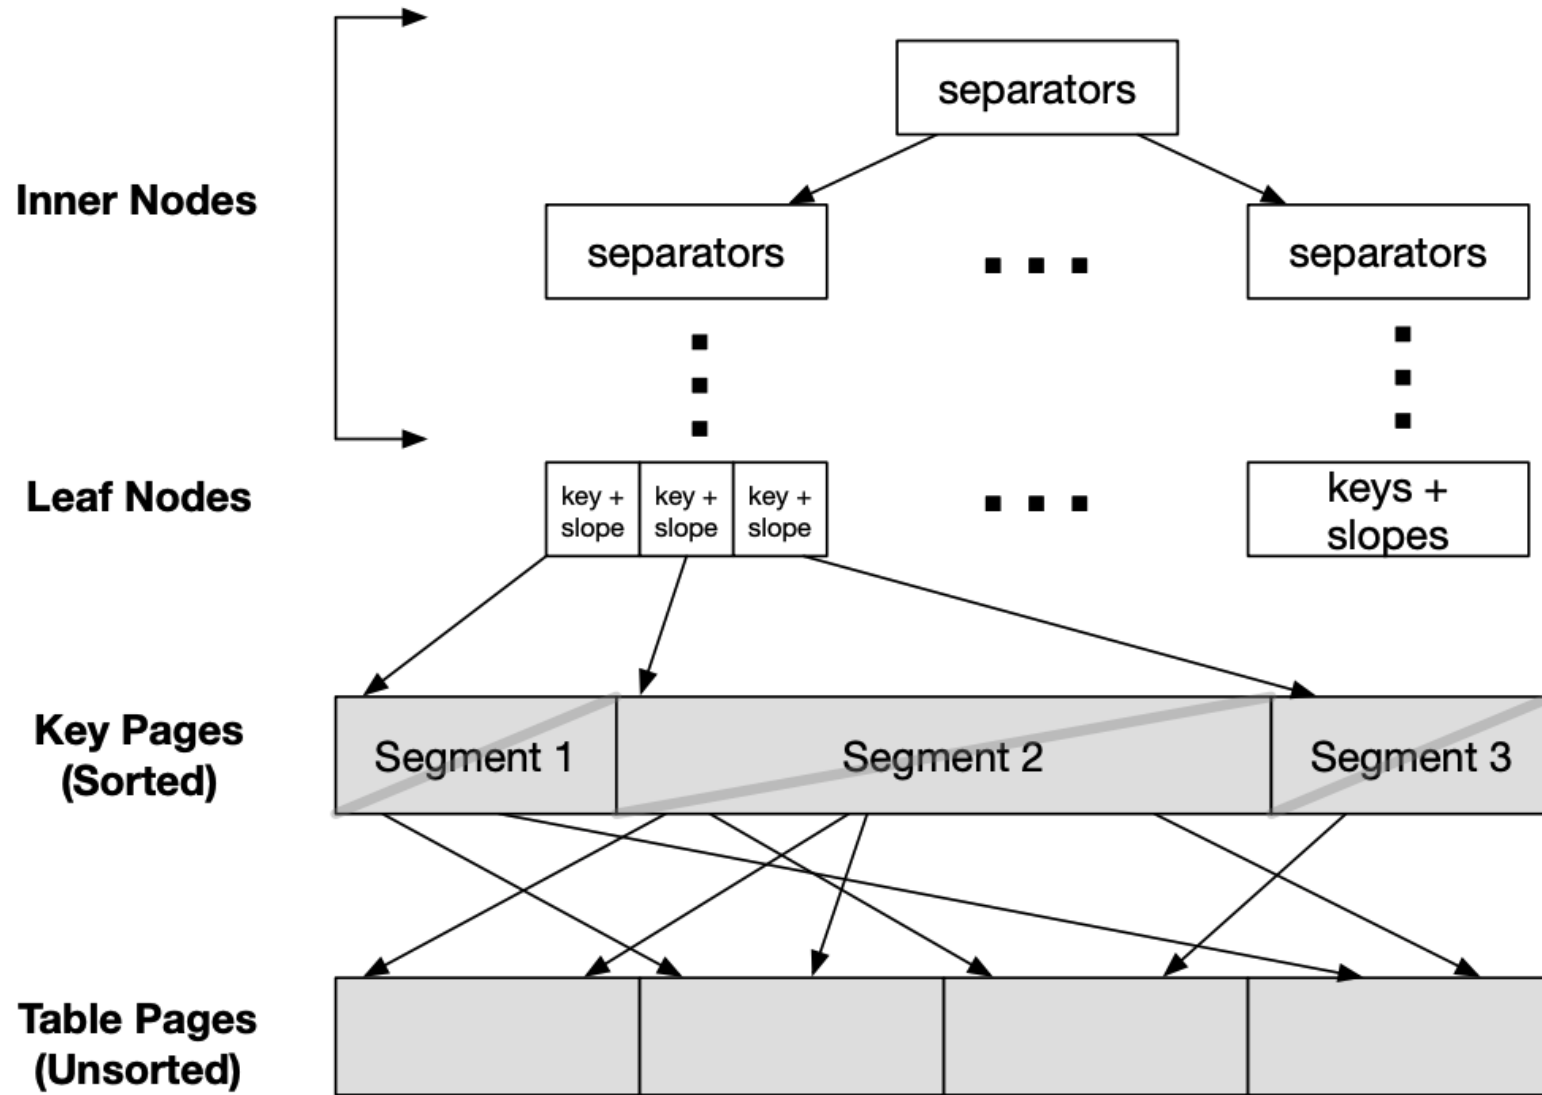 separators
Inner Nodes
separators
separators
Leaf Nodes
key +
slope
key +
slope
key +
slope
keys +
slopes
Key Pages
(Sorted)
Segment 1
Segment 2
Segment 3
Table Pages
(Unsorted)